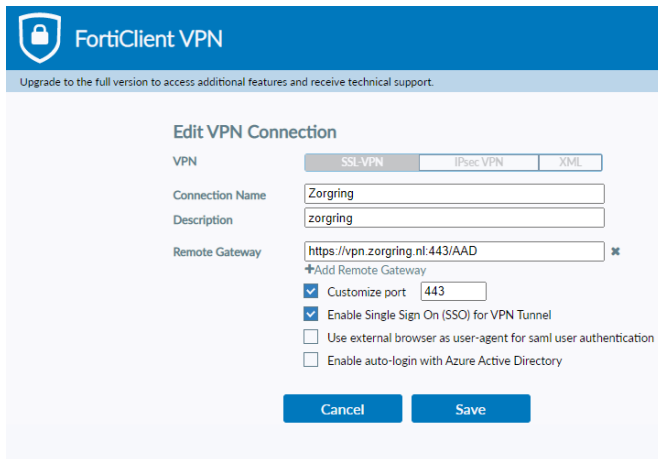 FortiClient VPN
Upgrade to the full version to access additional features and receive technical support.
Edit VPN Connection
VPN SSL-VPN IPsec VPN XML
Connection Name Zorgring
Description zorgring
Remote Gateway https://vpn.zorgring.nl:443/AAD ✖
+Add Remote Gateway
Customize port 443
Enable Single Sign On (SSO) for VPN Tunnel
Use external browser as user-agent for saml user authentication
Enable auto-login with Azure Active Directory
Cancel Save